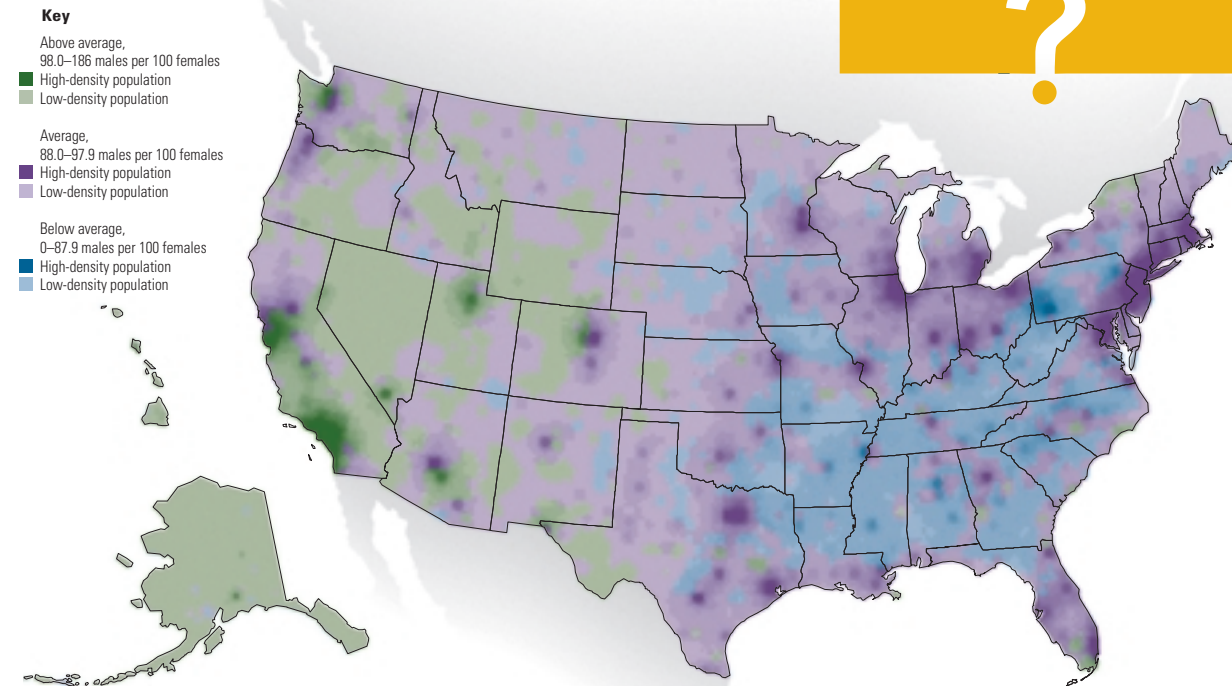 ?
Key
Above average,
98.0–186 males per 100 females
High-density population
Low-density population
Average,
88.0–97.9 males per 100 females
High-density population
Low-density population
Below average,
0–87.9 males per 100 females
High-density population
Low-density population